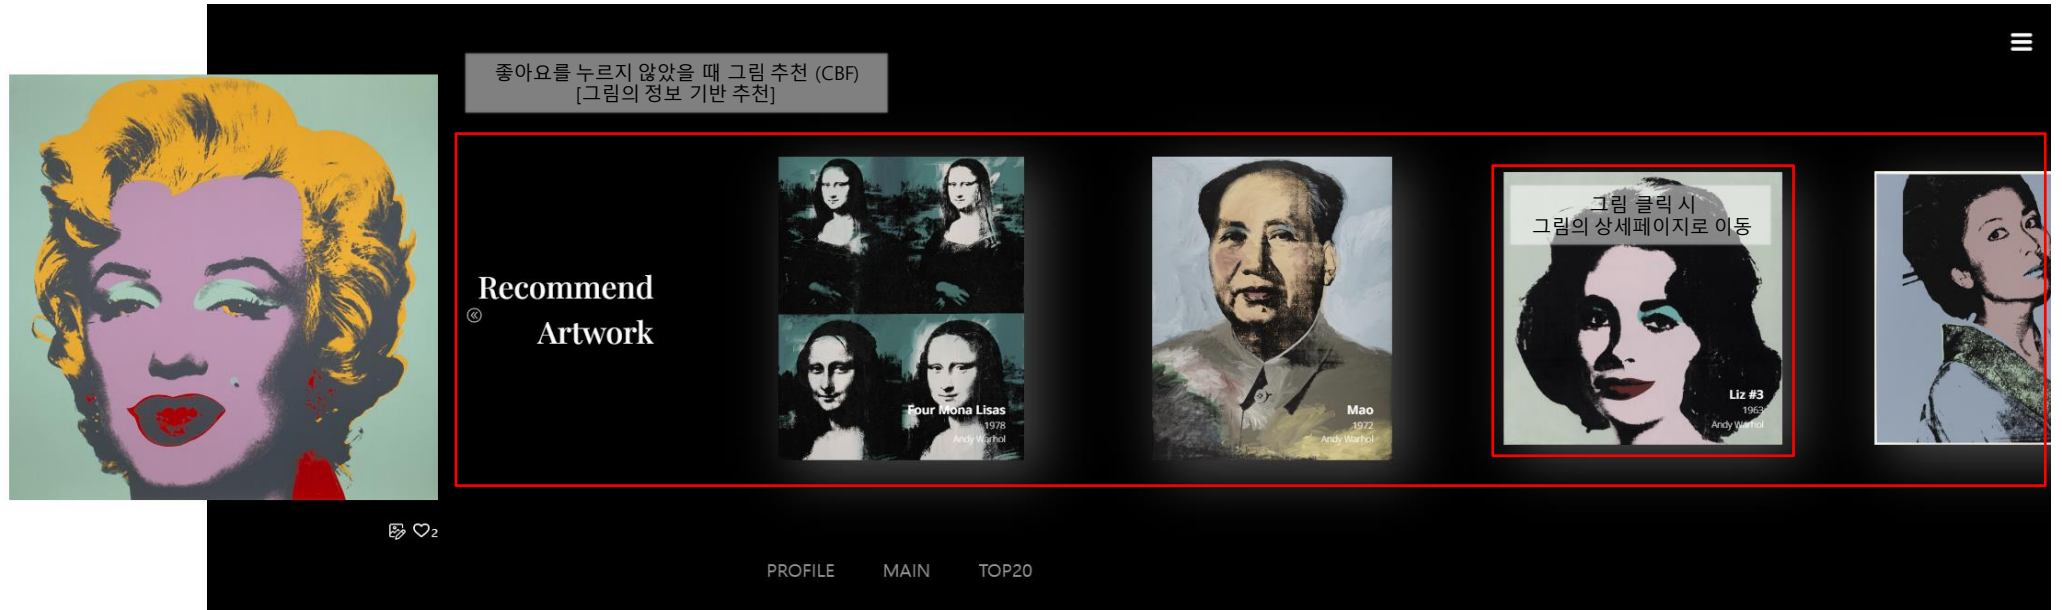 좋아요를 누르지 않았을 때 그림 추천 (CBF)
[그림의 정보 기반 추천]
Recommend
Artwork
Four Mona Lisas
1978
Andy Warhol
Mao
1972
Andy Warhol
그림 클릭 시
그림의 상세페이지로 이동
Liz #3
1963
Andy Warhol
2
PROFILE MAIN TOP20